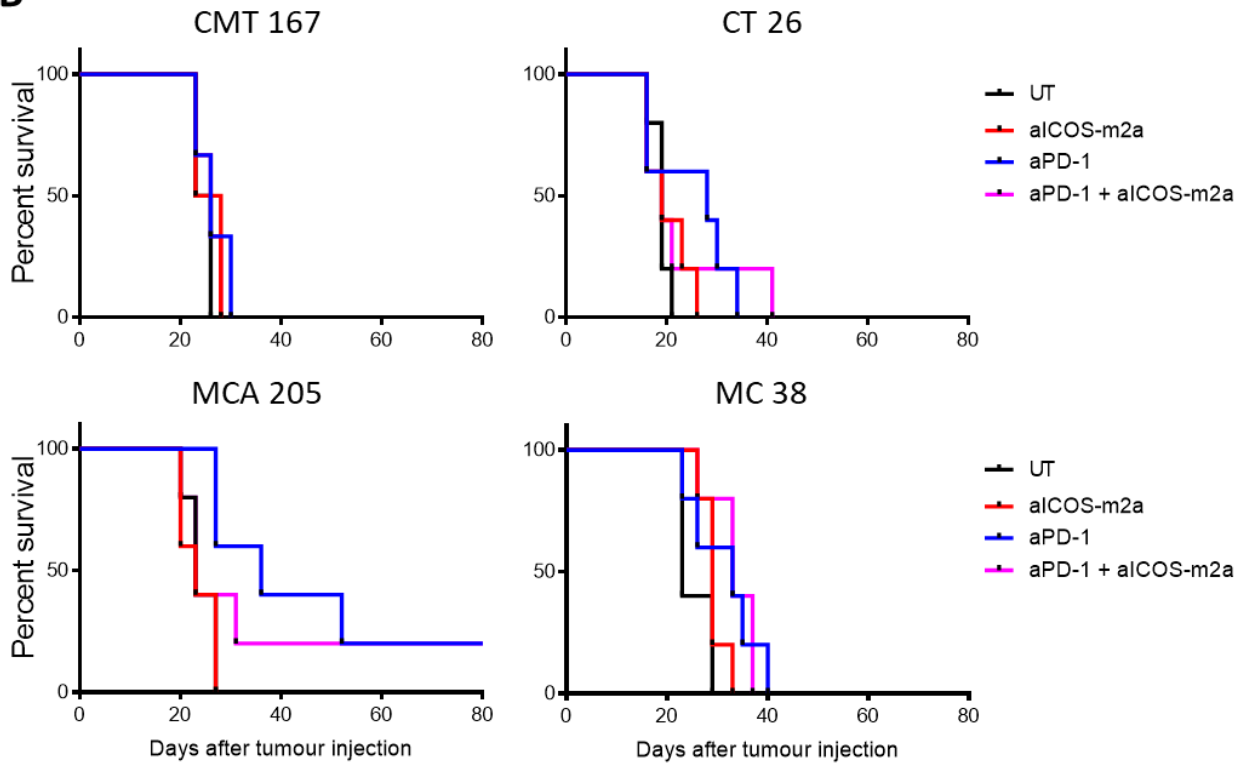 CMT 167
CT 26
Percent survival
100
50
0
0 20 40 60 80
100
50
0
0 20 40 60 80
UT
aICOS-m2a
aPD-1
aPD-1 + aICOS-m2a
MCA 205
MC 38
Percent survival
100
50
0
0 20 40 60 80
Days after tumour injection
100
50
0
0 20 40 60 80
Days after tumour injection
UT
aICOS-m2a
aPD-1
aPD-1 + aICOS-m2a